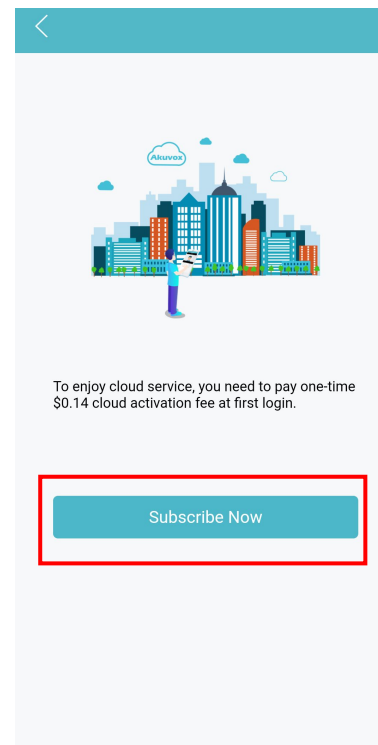 Akuvox
To enjoy cloud service, you need to pay one-time
$0.14 cloud activation fee at first login.
Subscribe Now